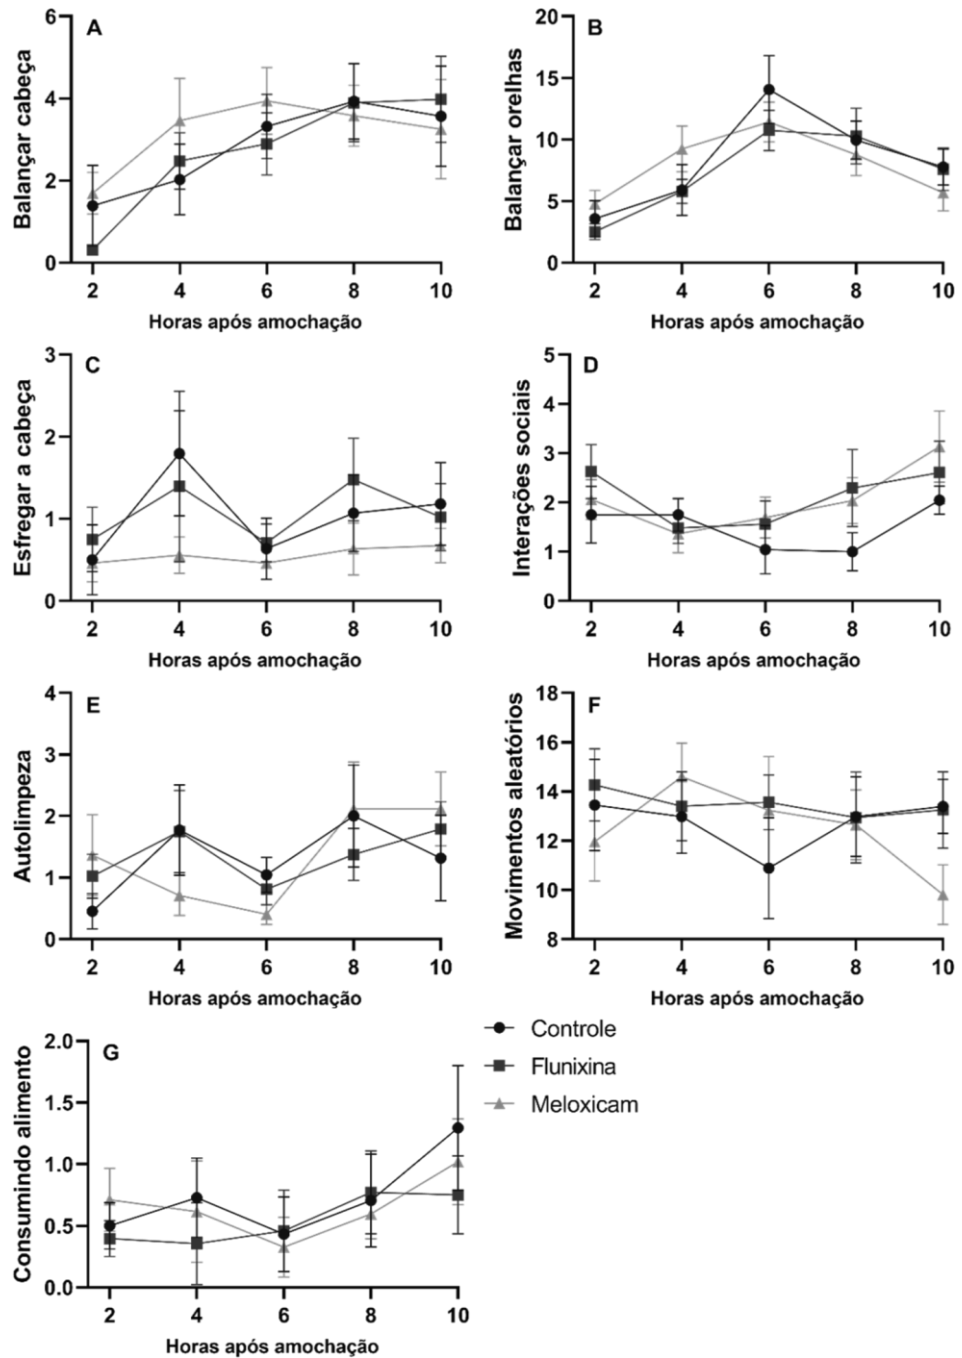 A
Balançar cabeça
6
4
2
0
2 4 6 8 10
Horas após amochação
B
Balançar orelhas
20
15
10
5
0
2 4 6 8 10
Horas após amochação
C
Esfregar a cabeça
3
2
1
0
2 4 6 8 10
Horas após amochação
D
Interações sociais
5
4
3
2
1
0
2 4 6 8 10
Horas após amochação
E
Autolimpeza
4
3
2
1
0
2 4 6 8 10
Horas após amochação
F
Movimentos aleatórios
18
16
14
12
10
8
2 4 6 8 10
Horas após amochação
G
Consumindo alimento
2.0
1.5
1.0
0.5
0.0
2 4 6 8 10
Horas após amochação
Controle
Flunixina
Meloxicam